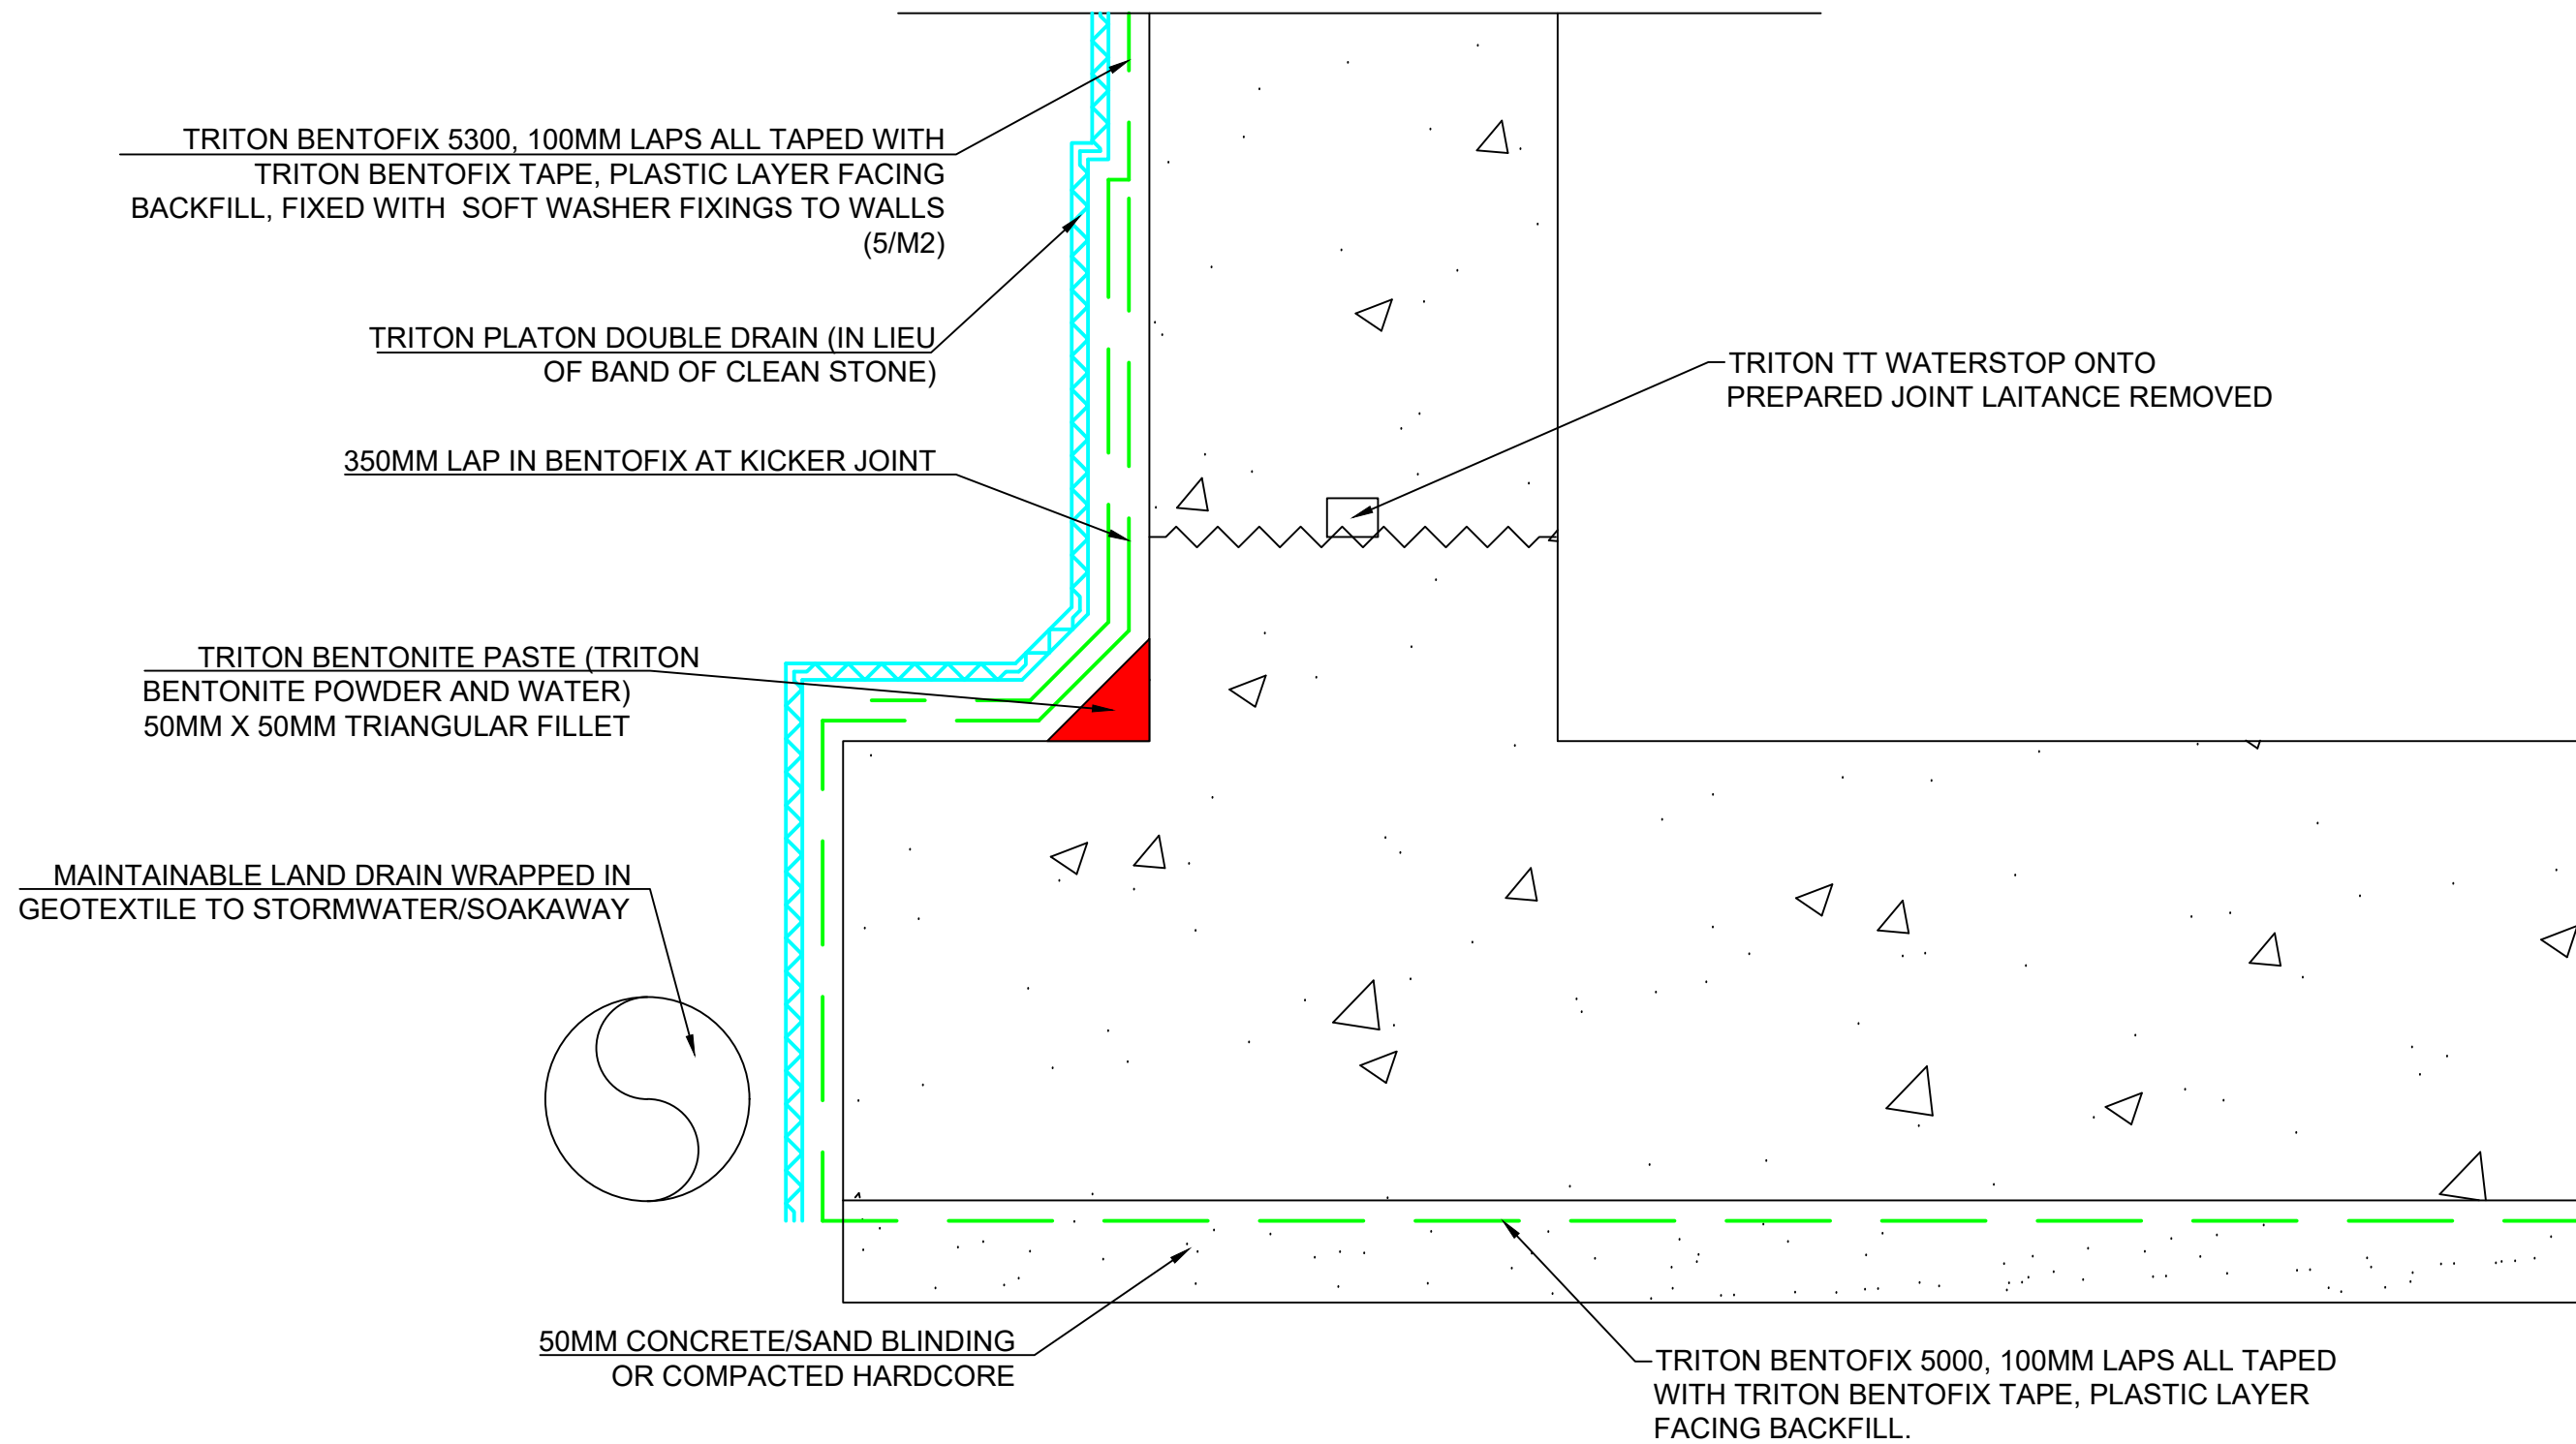 TRITON BENTOFIX 5300, 100MM LAPS ALL TAPED WITH
TRITON BENTOFIX TAPE, PLASTIC LAYER FACING
BACKFILL, FIXED WITH  SOFT WASHER FIXINGS TO WALLS
(5/M2)
TRITON PLATON DOUBLE DRAIN (IN LIEU
OF BAND OF CLEAN STONE)
TRITON TT WATERSTOP ONTO
PREPARED JOINT LAITANCE REMOVED
350MM LAP IN BENTOFIX AT KICKER JOINT
TRITON BENTONITE PASTE (TRITON
BENTONITE POWDER AND WATER)
50MM X 50MM TRIANGULAR FILLET
MAINTAINABLE LAND DRAIN WRAPPED IN
GEOTEXTILE TO STORMWATER/SOAKAWAY
50MM CONCRETE/SAND BLINDING
OR COMPACTED HARDCORE
TRITON BENTOFIX 5000, 100MM LAPS ALL TAPED
WITH TRITON BENTOFIX TAPE, PLASTIC LAYER
FACING BACKFILL.